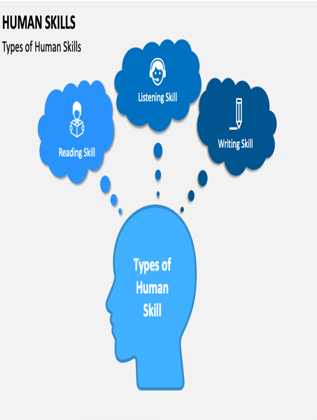 HUMAN SKILLS
Types of Human Skills
Listening Skill
Reading Skill
Writing Skill
Types of
Human
Skill